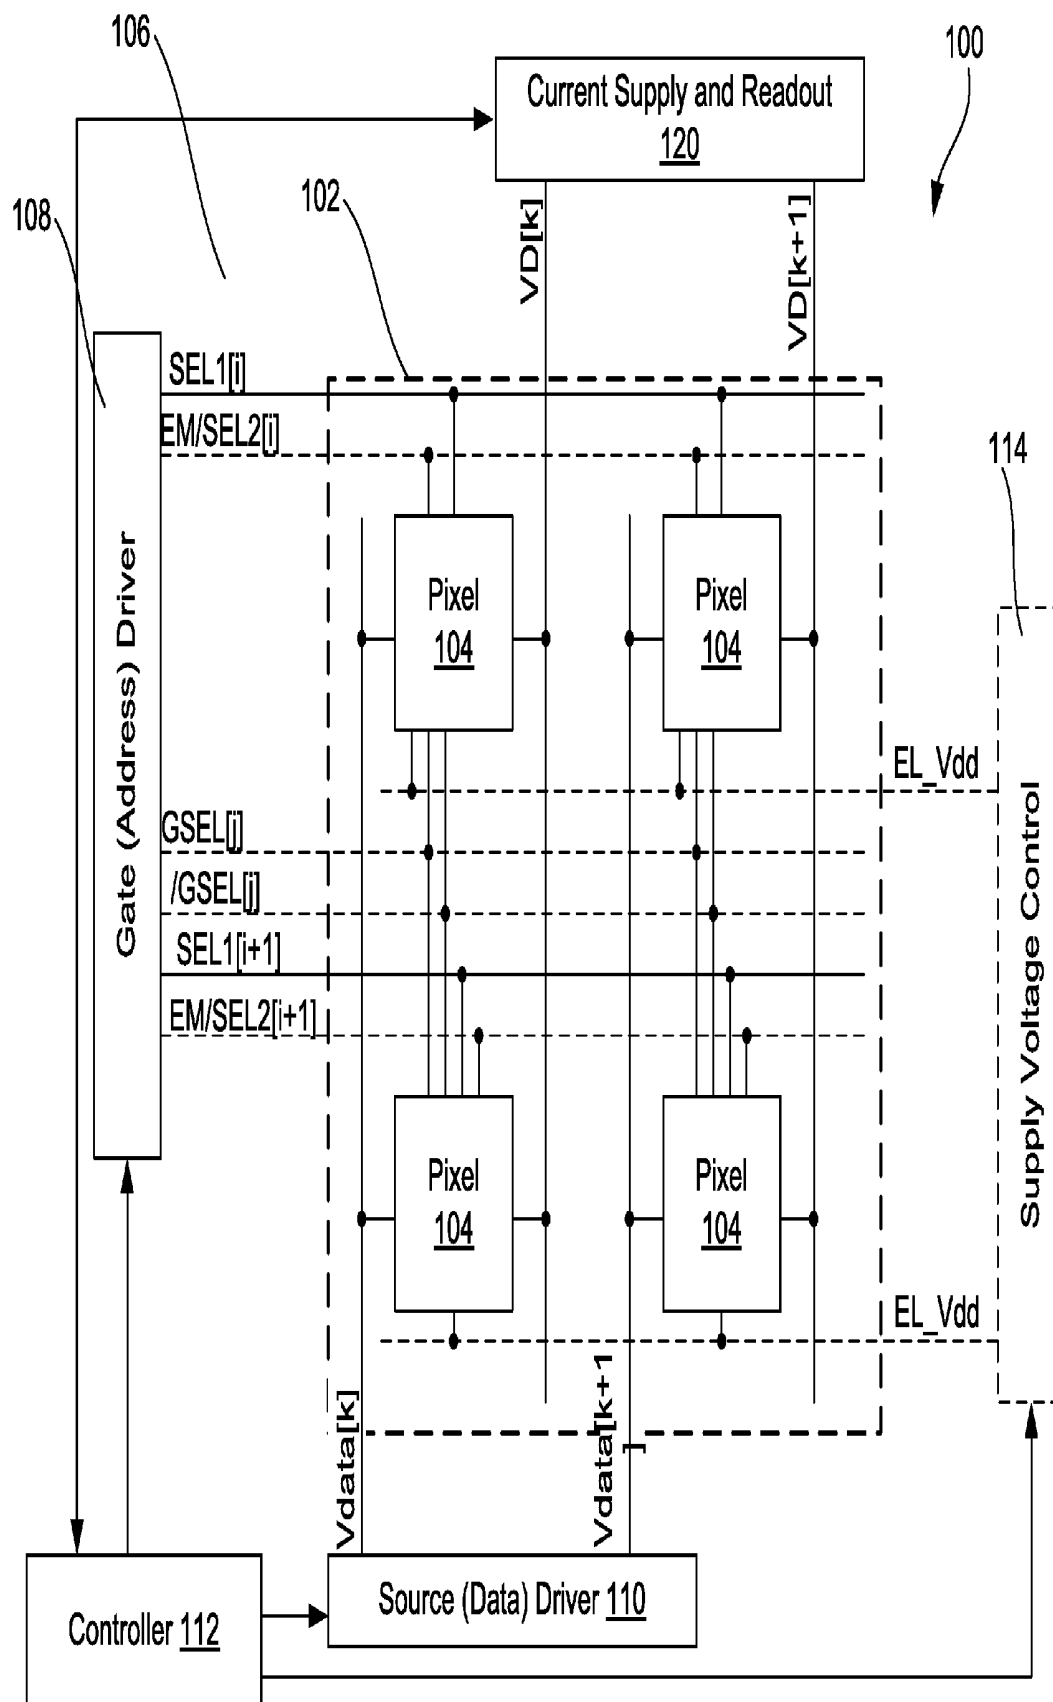 106
100
Current Supply and Readout
120
102
108
VD[k]
VD[k+1]
SEL1[i]
EM/SEL2[i]
114
Pixel
104
Pixel
104
Gate (Address) Driver
EL_Vdd
GSEL[j]
/GSEL[j]
SEL1[i+1]
EM/SEL2[i+1]
Supply Voltage Control
Pixel
104
Pixel
104
EL_Vdd
Vdata[k]
Vdata[k+1
]
Source (Data) Driver 110
Controller 112